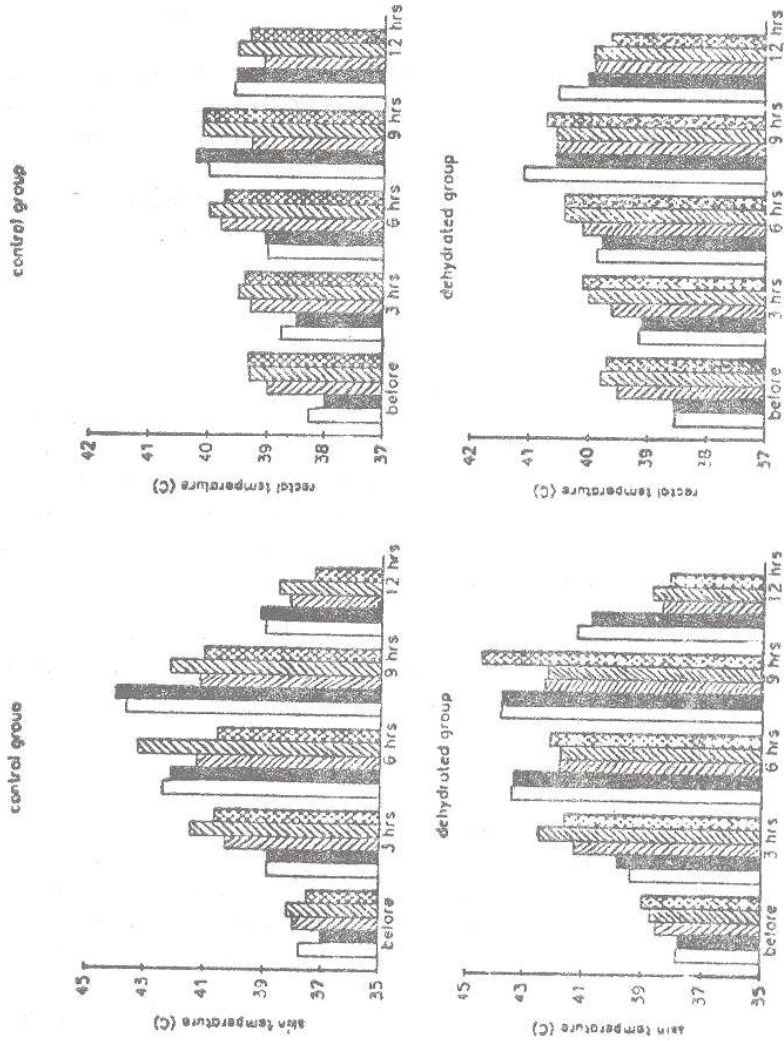 control group
skin temperature (C)
45
43
41
39
37
35
before
3 hrs
6 hrs
9 hrs
12 hrs
control group
rectal temperature (C)
42
41
40
39
38
37
before
3 hrs
6 hrs
9 hrs
12 hrs
dehydrated group
skin temperature (C)
45
43
41
39
37
35
before
3 hrs
6 hrs
9 hrs
12 hrs
dehydrated group
rectal temperature (C)
42
41
40
39
38
37
before
3 hrs
6 hrs
9 hrs
12 hrs